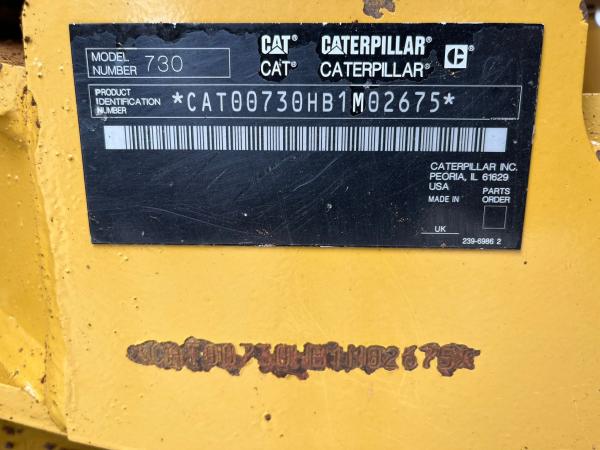 CAT® CATERPILLAR® C®
CAT® CATERPILLAR®
MODEL NUMBER 730
PRODUCT IDENTIFICATION NUMBER *CAT00730HB1M02675*
CATERPILLAR INC.
PEORIA, IL 61629
USA
MADE IN
PARTS ORDER
UK
239-6986 2
*CAT00730HB1M02675*